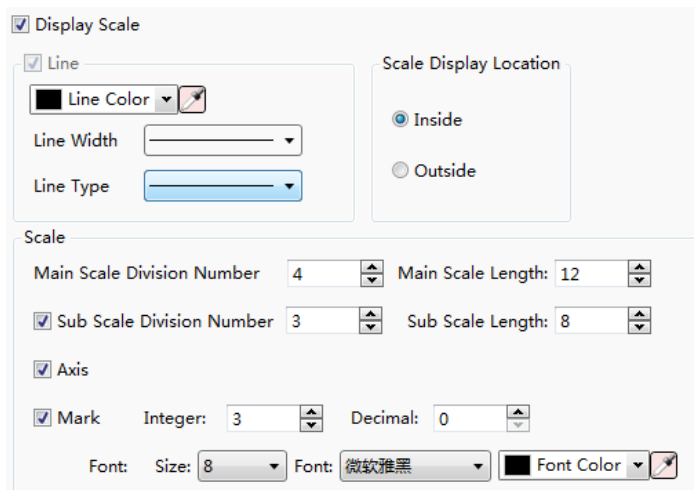 Display Scale
Line
Scale Display Location
Line Color
Inside
Line Width
Outside
Line Type
Scale
Main Scale Division Number 4 Main Scale Length: 12
Sub Scale Division Number 3 Sub Scale Length: 8
Axis
Mark Integer: 3 Decimal: 0
Font: Size: 8 Font: 微软雅黑 Font Color